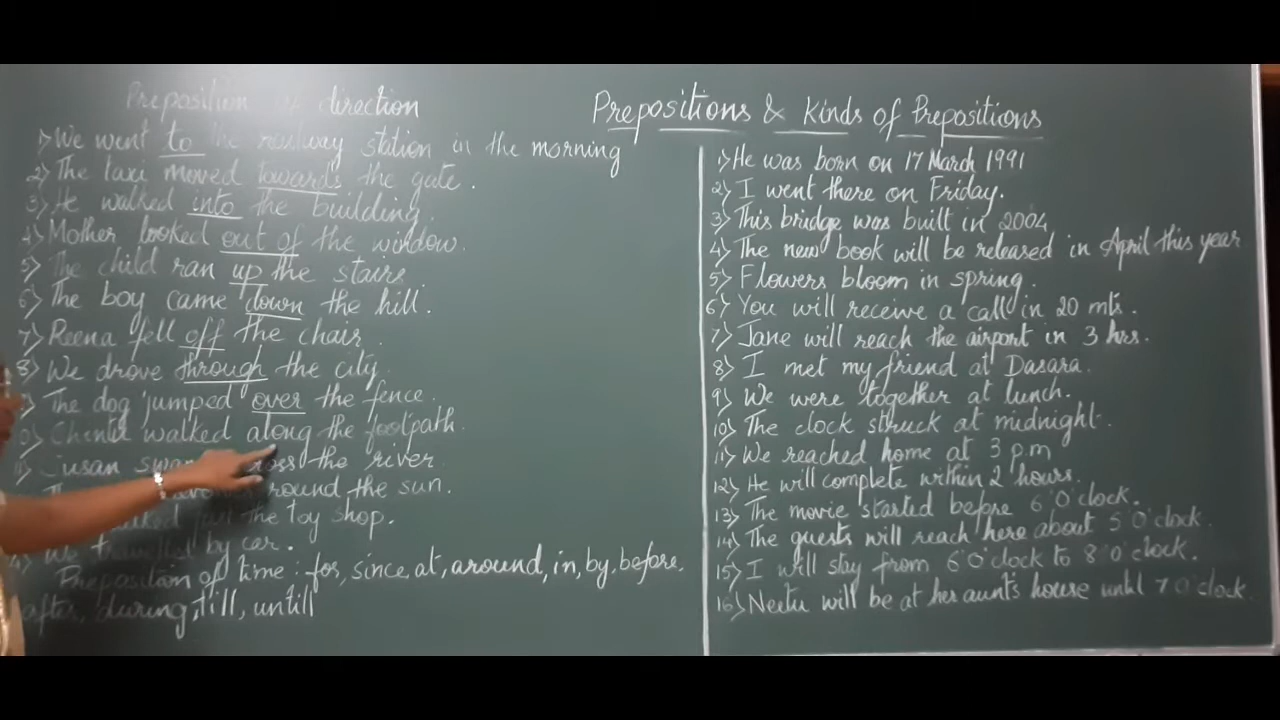 Preposition of direction
1) We went to the railway station in the morning
2) The taxi moved towards the gate.
3) He walked into the building.
4) Mother looked out of the window.
5) The child ran up the stairs.
6) The boy came down the hill.
7) Reena fell off the chair.
8) We drove through the city.
The dog jumped over the fence.
walked along the footpath.
11) Susan the river
round the sun.
the toy shop.
We travelled by car.
Preposition of time: for, since, at, around, in, by, before,
after, during, till, untill
Prepositions & Kinds of Prepositions
1) He was born on 17 March 1991
2) I went there on Friday.
3) This bridge was built in 2004
4) The new book will be released in April this year
5) Flowers bloom in spring.
6) You will receive a call in 20 mts.
7) Jane will reach the airport in 3 hrs.
8) I met my friend at Dasara.
9) We were together at lunch.
10) The clock struck at midnight.
11) We reached home at 3 p.m
12) He will complete within 2 hours.
13) The movie started before 6'O'clock.
14) The guests will reach here about 5'O'clock.
15) I will stay from 6'O'clock to 8'O'clock.
16) Neetu will be at her aunts house until 7 O'clock.